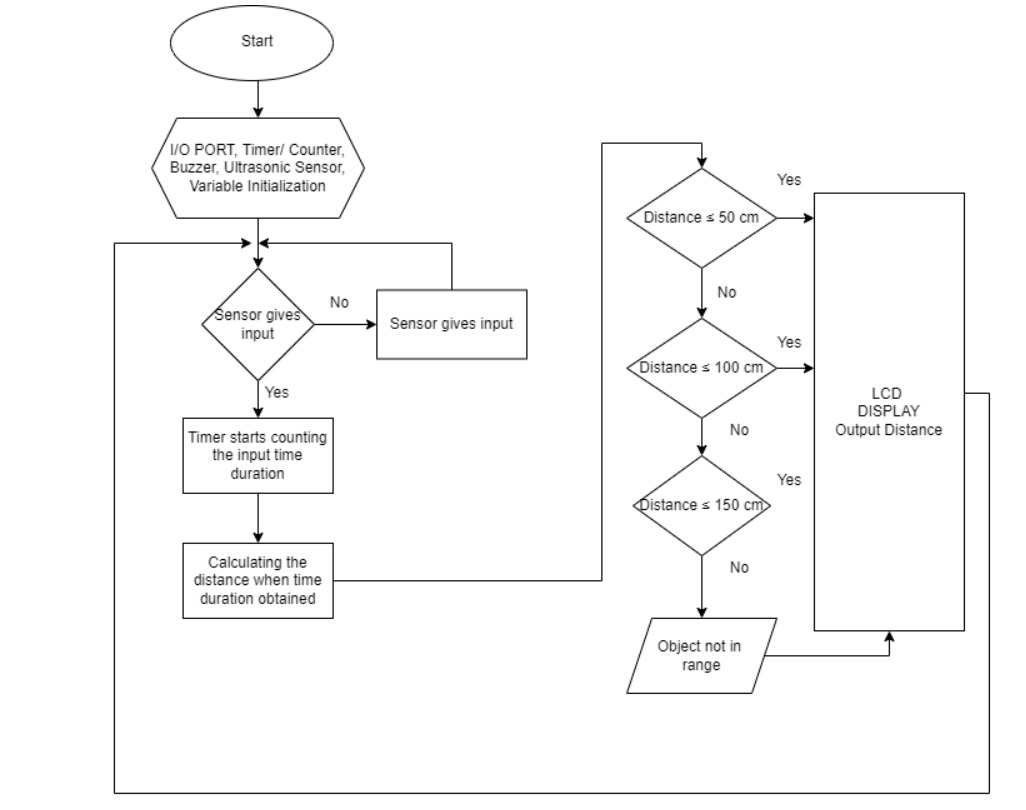 Start
I/O PORT, Timer/ Counter,
Buzzer, Ultrasonic Sensor,
Variable Initialization
Sensor gives
input
No
Sensor gives input
Yes
Timer starts counting
the input time
duration
Calculating the
distance when time
duration obtained
Distance ≤ 50 cm
Yes
No
Distance ≤ 100 cm
Yes
No
Distance ≤ 150 cm
Yes
No
Object not in
range
LCD
DISPLAY
Output Distance